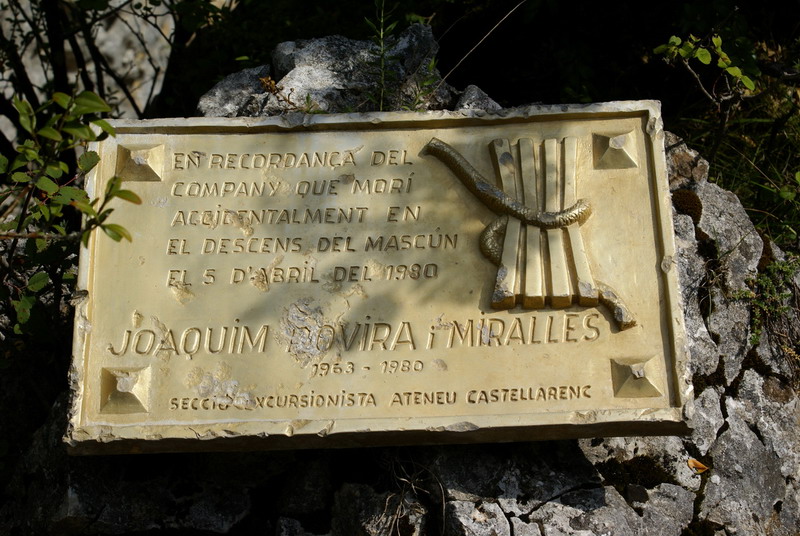 EN RECORDANÇA DEL
COMPANY QUE MORÍ
ACCIDENTALMENT EN
EL DESCENS DEL MASCÚN
EL 5 D'ABRIL DEL 1980
JOAQUIM ROVIRA i MIRALLES
1963 - 1980
SECCIÓ EXCURSIONISTA ATENEU CASTELLARENC